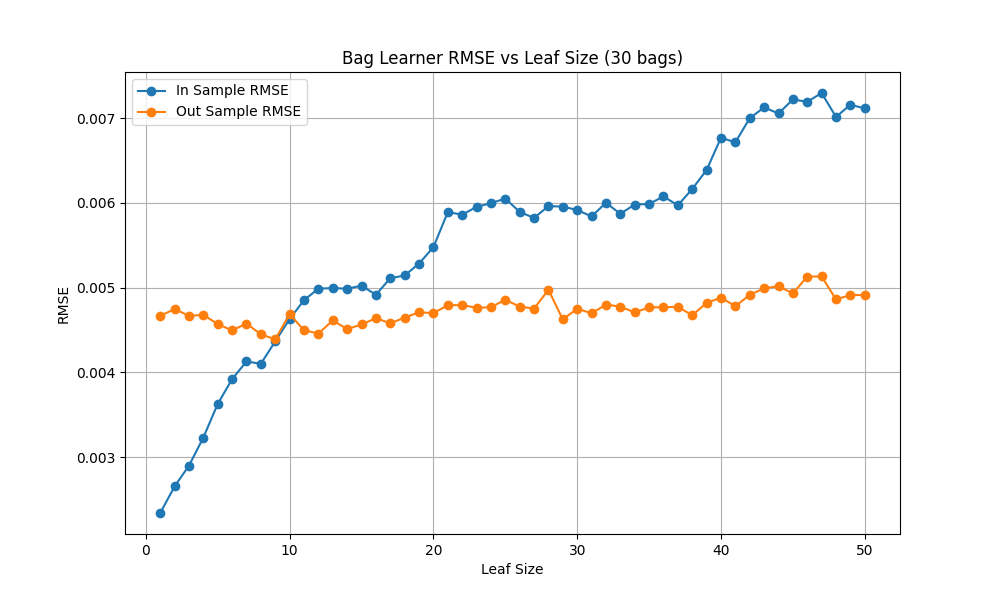 Bag Learner RMSE vs Leaf Size (30 bags)
In Sample RMSE
Out Sample RMSE
0.007
0.006
0.005
0.004
0.003
RMSE
0 10 20 30 40 50
Leaf Size